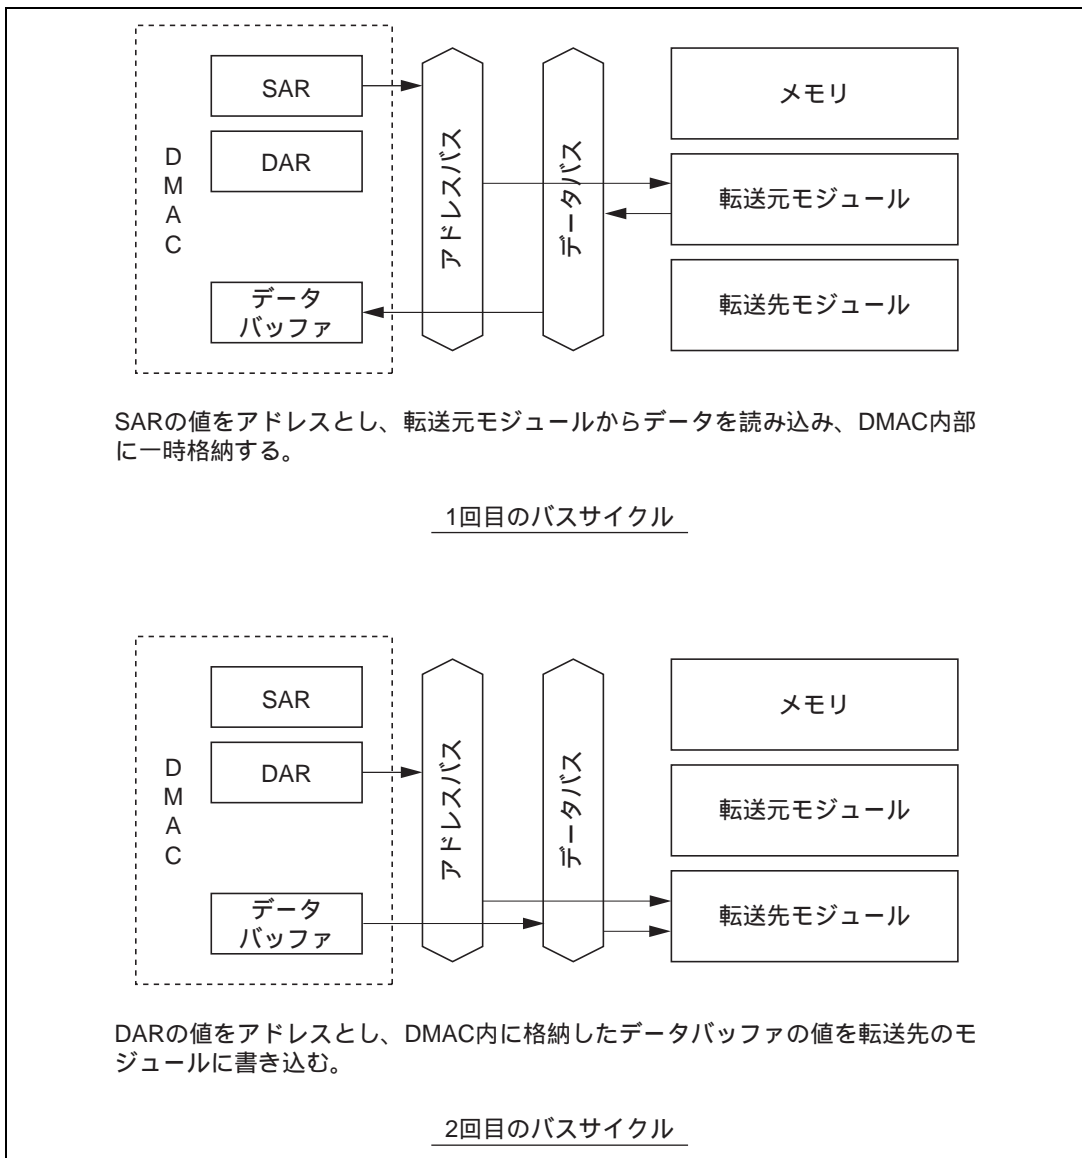 SAR
DAR
DMAC
データ
バッファ
アドレスバス
データバス
メモリ
転送元モジュール
転送先モジュール
SARの値をアドレスとし、転送元モジュールからデータを読み込み、DMAC内部
に一時格納する。
1回目のバスサイクル
SAR
DAR
DMAC
データ
バッファ
アドレスバス
データバス
メモリ
転送元モジュール
転送先モジュール
DARの値をアドレスとし、DMAC内に格納したデータバッファの値を転送先のモ
ジュールに書き込む。
2回目のバスサイクル